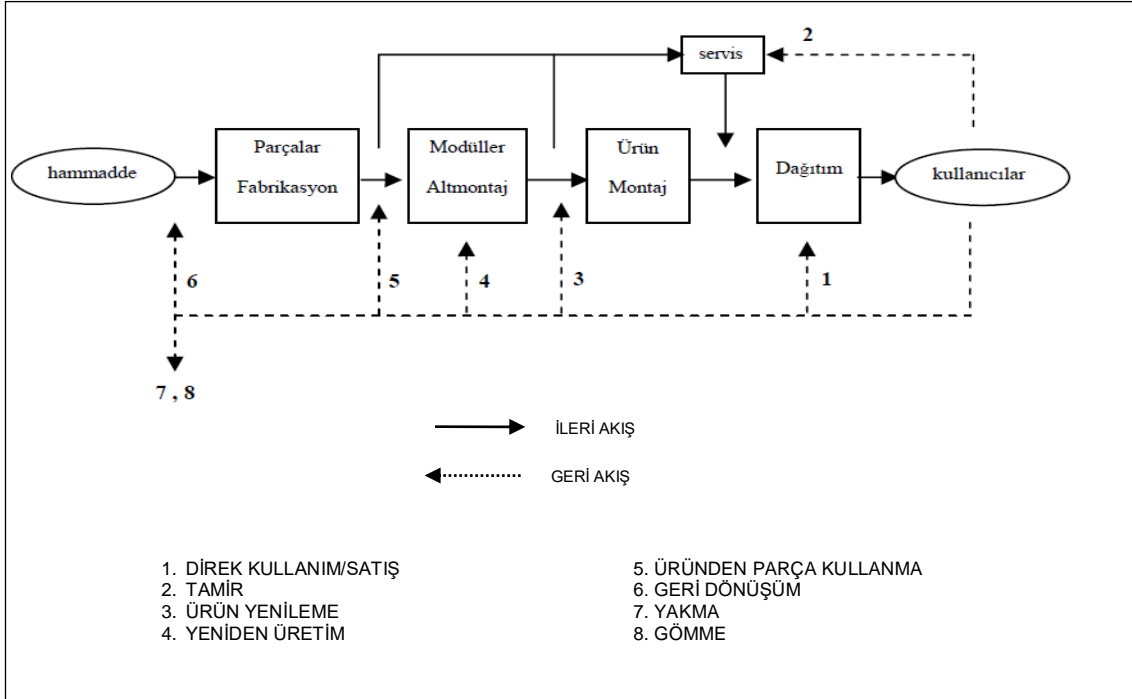 2
servis
hammadde
Parçalar
Fabrikasyon
Modüller
Altmontaj
Ürün
Montaj
Dağıtım
kullanıcılar
6
5
4
3
1
7 , 8
İLERİ AKIŞ
GERİ AKIŞ
1. DİREK KULLANIM/SATIŞ
2. TAMİR
3. ÜRÜN YENİLEME
4. YENİDEN ÜRETİM
5. ÜRÜNDEN PARÇA KULLANMA
6. GERİ DÖNÜŞÜM
7. YAKMA
8. GÖMME